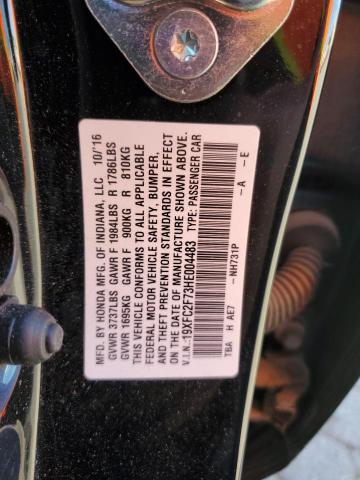 MFD. BY HONDA MFG. OF INDIANA, LLC 10/'16
GVWR 3737LBS GAWR F 1984LBS R 1786LBS
GVWR 1695KG GAWR F 900KG R 810KG
THIS VEHICLE CONFORMS TO ALL APPLICABLE
FEDERAL MOTOR VEHICLE SAFETY, BUMPER,
AND THEFT PREVENTION STANDARDS IN EFFECT
ON THE DATE OF MANUFACTURE SHOWN ABOVE.
V.I.N.:19XFC2F73HE004483 TYPE: PASSENGER CAR
-NH731P -A -E
TBA H AE7